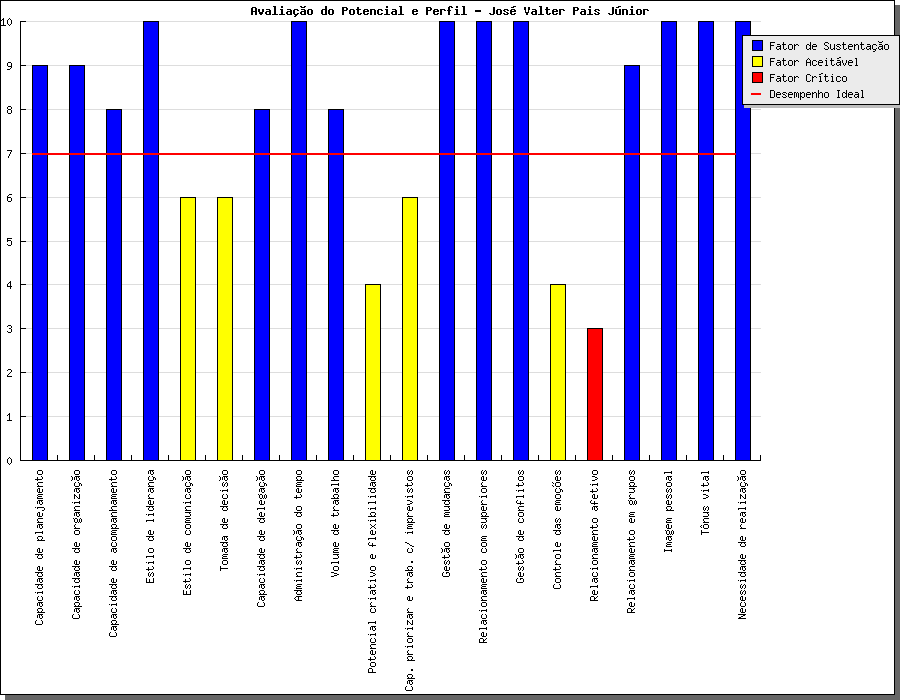 Avaliação do Potencial e Perfil - José Valter Pais Júnior
Fator de Sustentação
Fator Aceitável
Fator Crítico
Desempenho Ideal
10
9
8
7
6
5
4
3
2
1
0
Capacidade de planejamento
Capacidade de organização
Capacidade de acompanhamento
Estilo de liderança
Estilo de comunicação
Tomada de decisão
Capacidade de delegação
Administração do tempo
Volume de trabalho
Potencial criativo e flexibilidade
Cap. priorizar e trab. c/ imprevistos
Gestão de mudanças
Relacionamento com superiores
Gestão de conflitos
Controle das emoções
Relacionamento afetivo
Relacionamento em grupos
Imagem pessoal
Tônus vital
Necessidade de realização